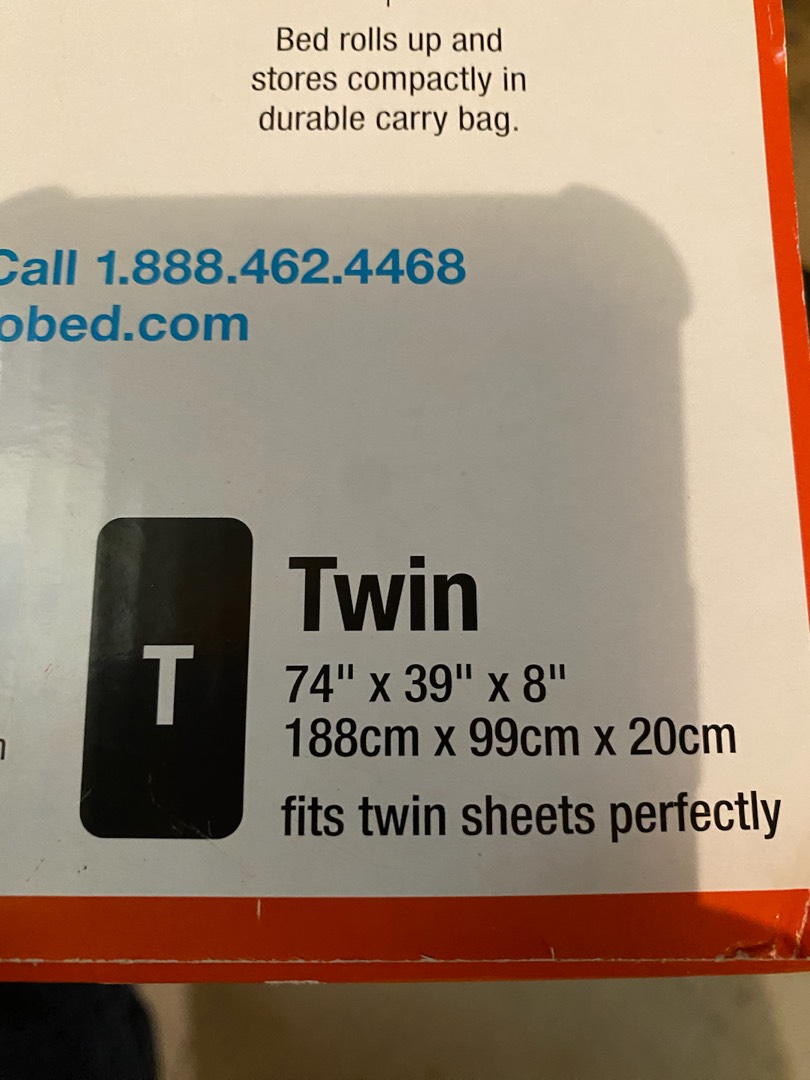 Bed rolls up and
stores compactly in
durable carry bag.
Call 1.888.462.4468
obed.com
T
Twin
74" x 39" x 8"
188cm x 99cm x 20cm
fits twin sheets perfectly